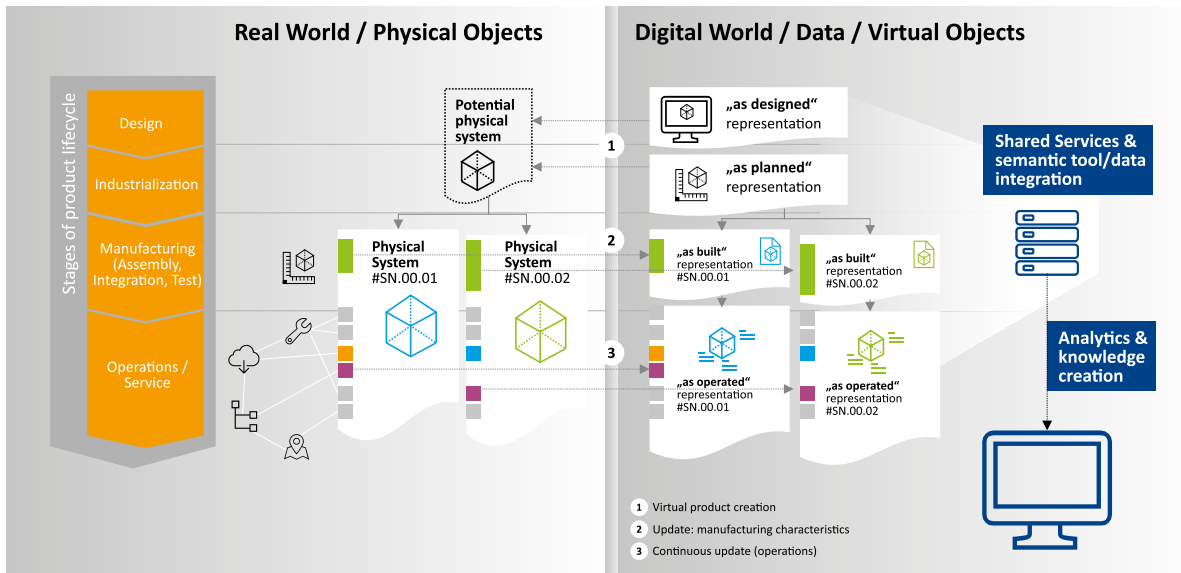 Real World / Physical Objects
Digital World / Data / Virtual Objects
Stages of product lifecycle
Design
Industrialization
Manufacturing
(Assembly,
Integration, Test)
Operations /
Service
Potential
physical
system
„as designed“
representation
1
„as planned“
representation
Shared Services &
semantic tool/data
integration
Physical
System
#SN.00.01
Physical
System
#SN.00.02
2
„as built“
representation
#SN.00.01
„as built“
representation
#SN.00.02
3
„as operated“
representation
#SN.00.01
„as operated“
representation
#SN.00.02
Analytics &
knowledge
creation
1 Virtual product creation
2 Update: manufacturing characteristics
3 Continuous update (operations)